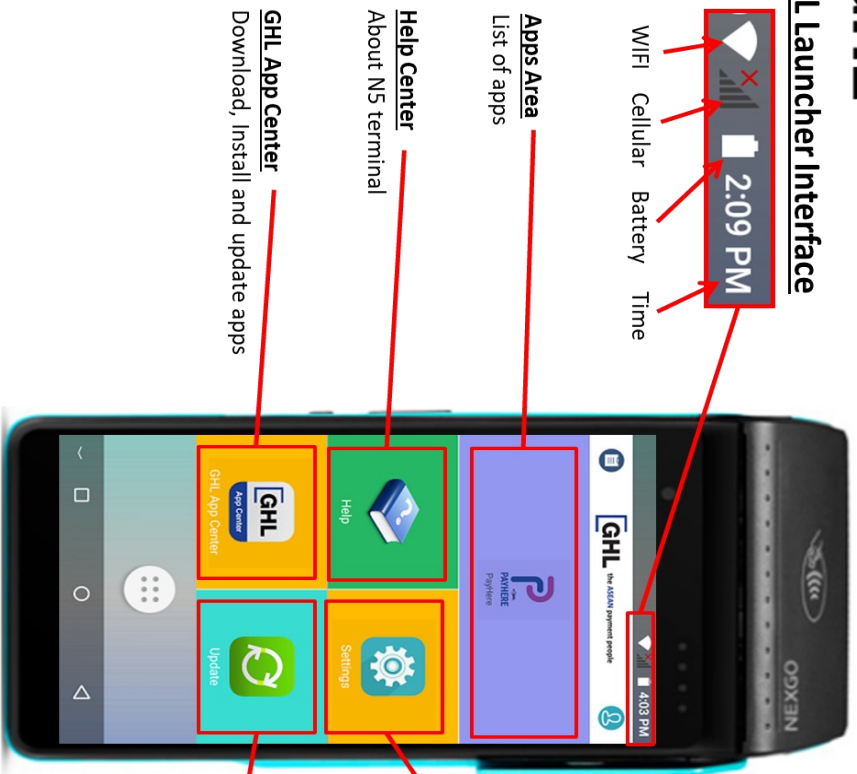 L Launcher Interface
2:09 PM
WIFI
Cellular
Battery
Time
Apps Area
List of apps
Help Center
About N5 terminal
GHL App Center
Download, Install and update apps
NEXGO
4:03 PM
GHL the ASEAN payment people
PAYHERE
PayHere
Help
Settings
GHL
App Center
GHL App Center
Update